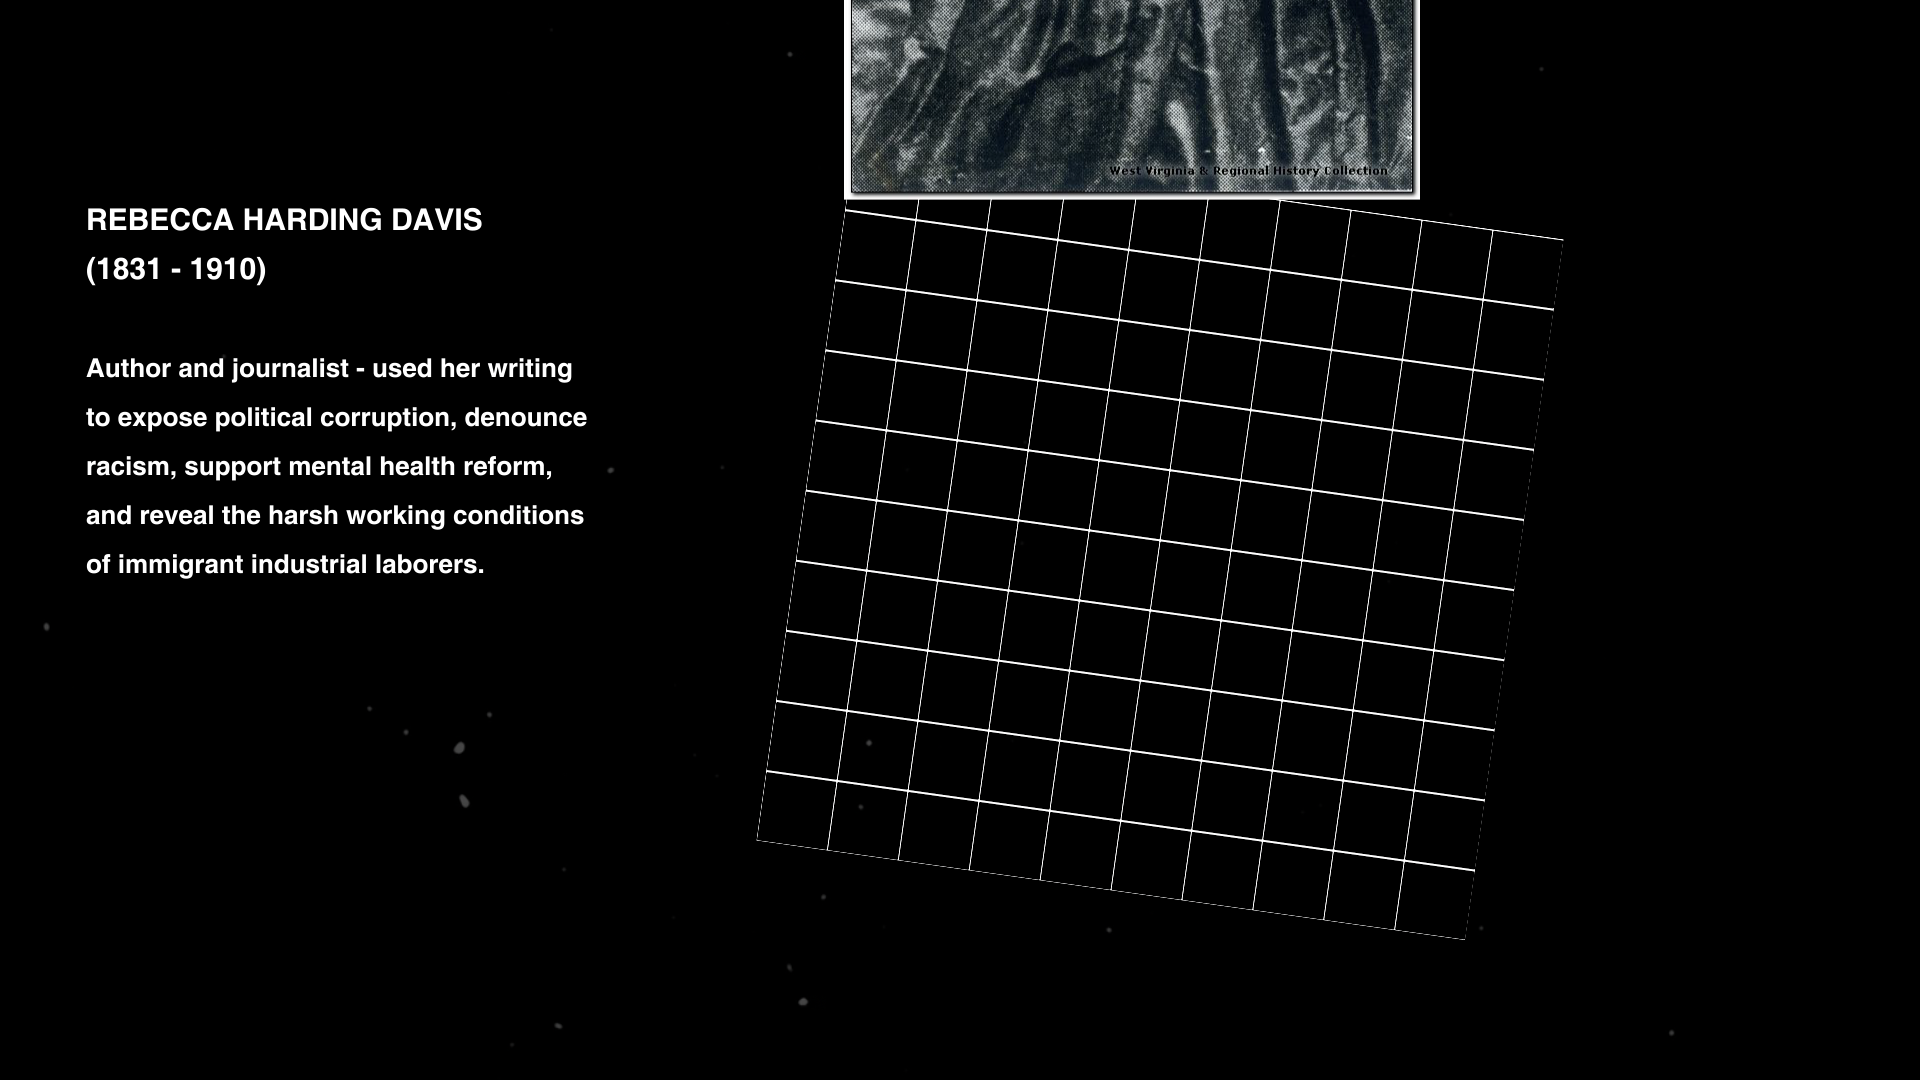 West Virginia & Regional History Collection
REBECCA HARDING DAVIS
(1831 - 1910)
Author and journalist - used her writing
to expose political corruption, denounce
racism, support mental health reform,
and reveal the harsh working conditions
of immigrant industrial laborers.